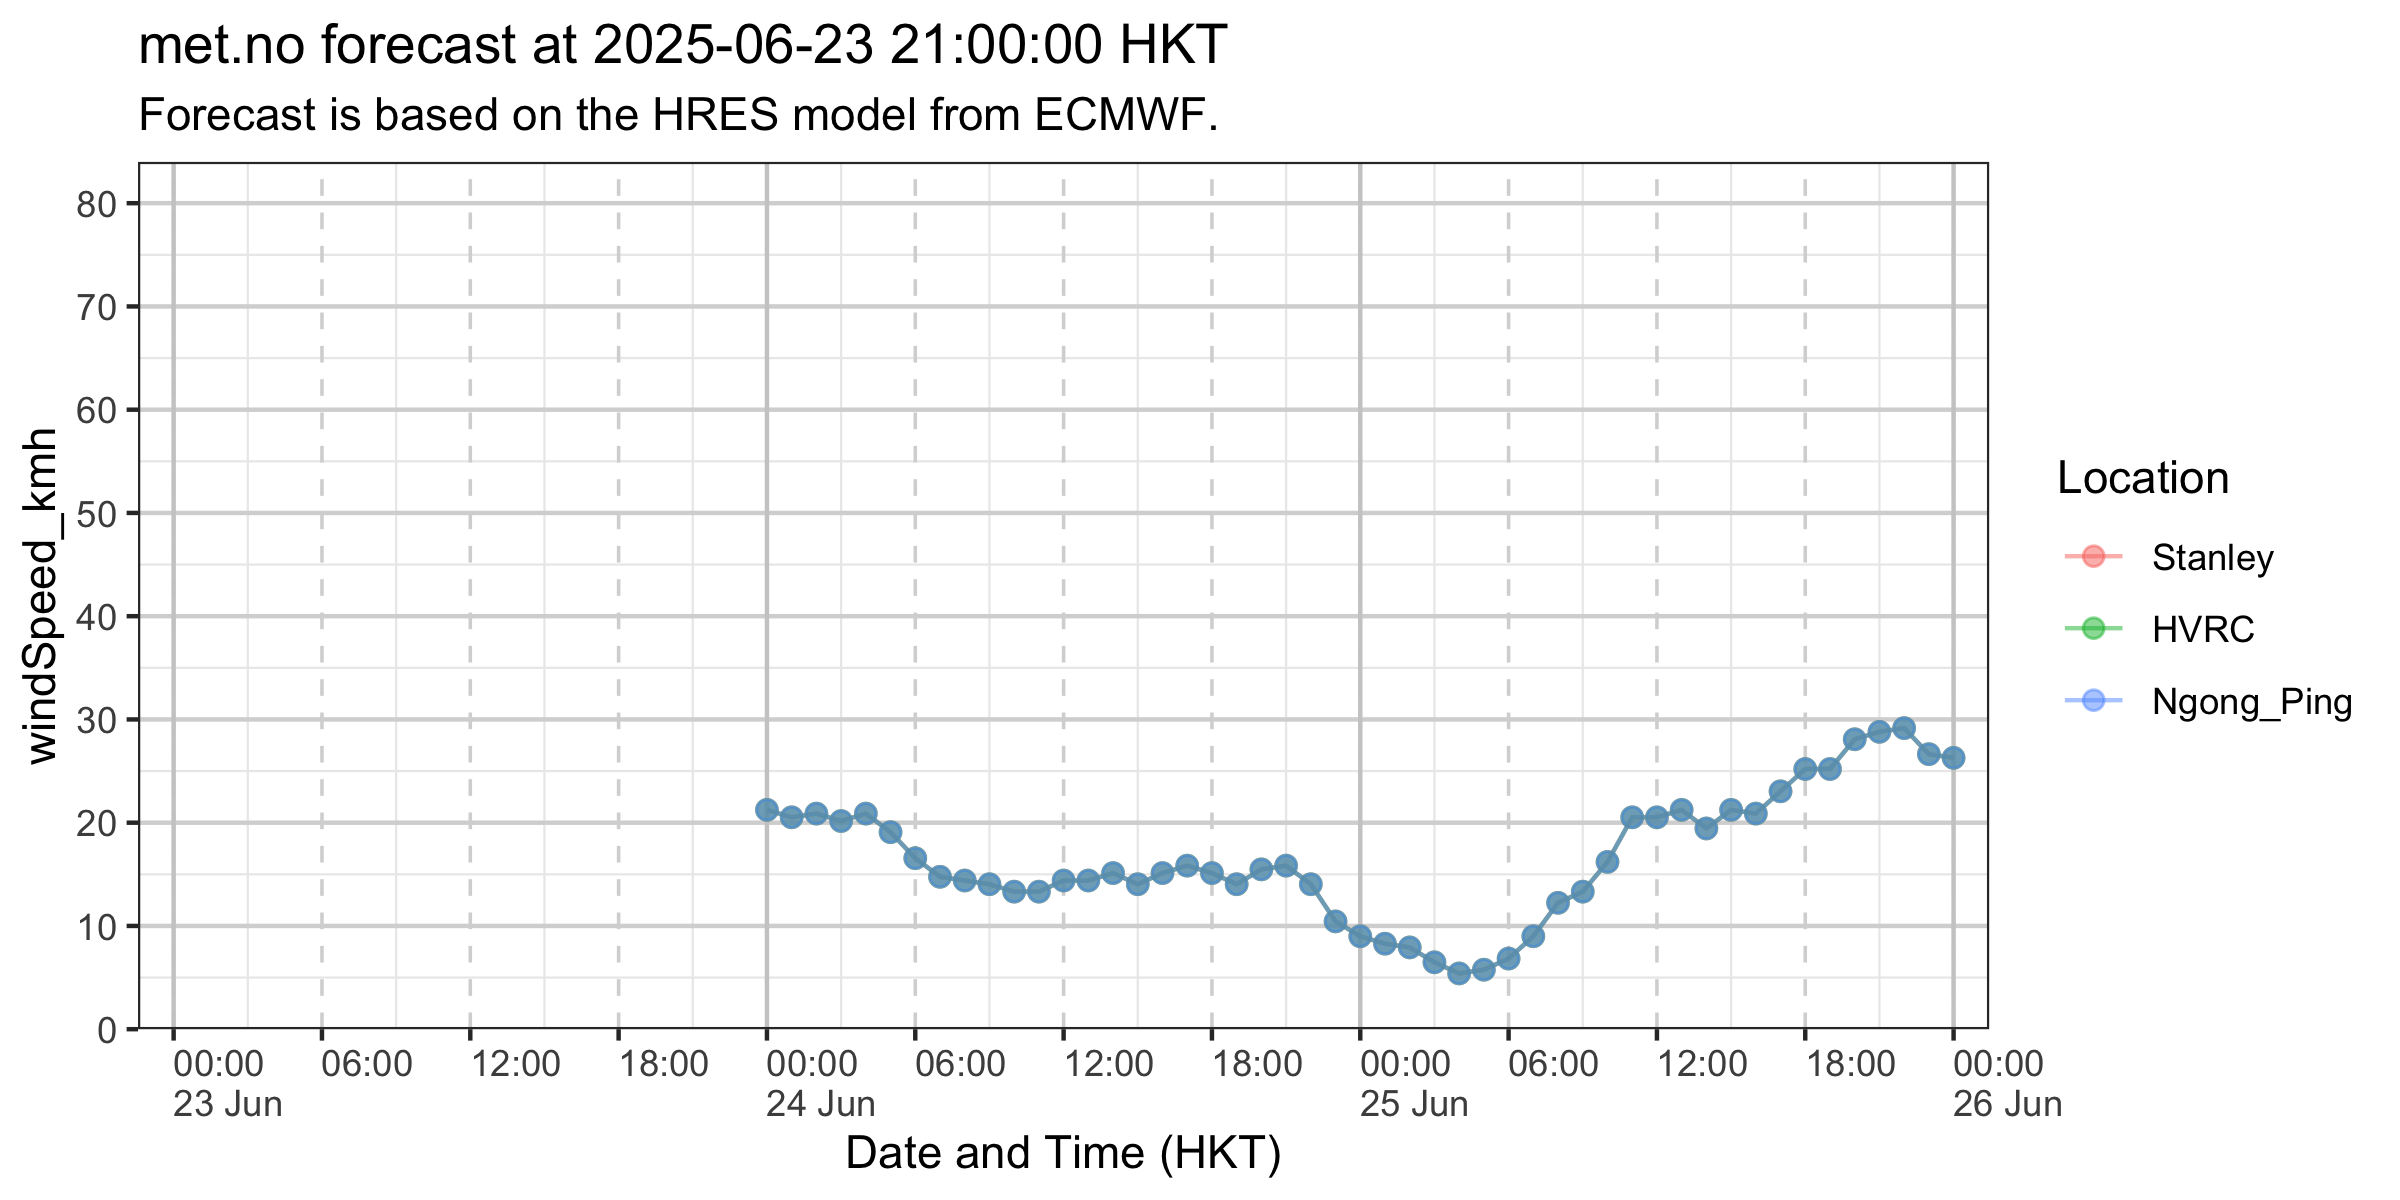 met.no forecast at 2025-06-23 21:00:00 HKT
Forecast is based on the HRES model from ECMWF.
windSpeed_kmh
80
70
60
50
40
30
20
10
0
00:00 06:00 12:00 18:00 00:00 06:00 12:00 18:00 00:00 06:00 12:00 18:00 00:00
23 Jun 24 Jun 25 Jun 26 Jun
Date and Time (HKT)
Location
Stanley
HVRC
Ngong_Ping